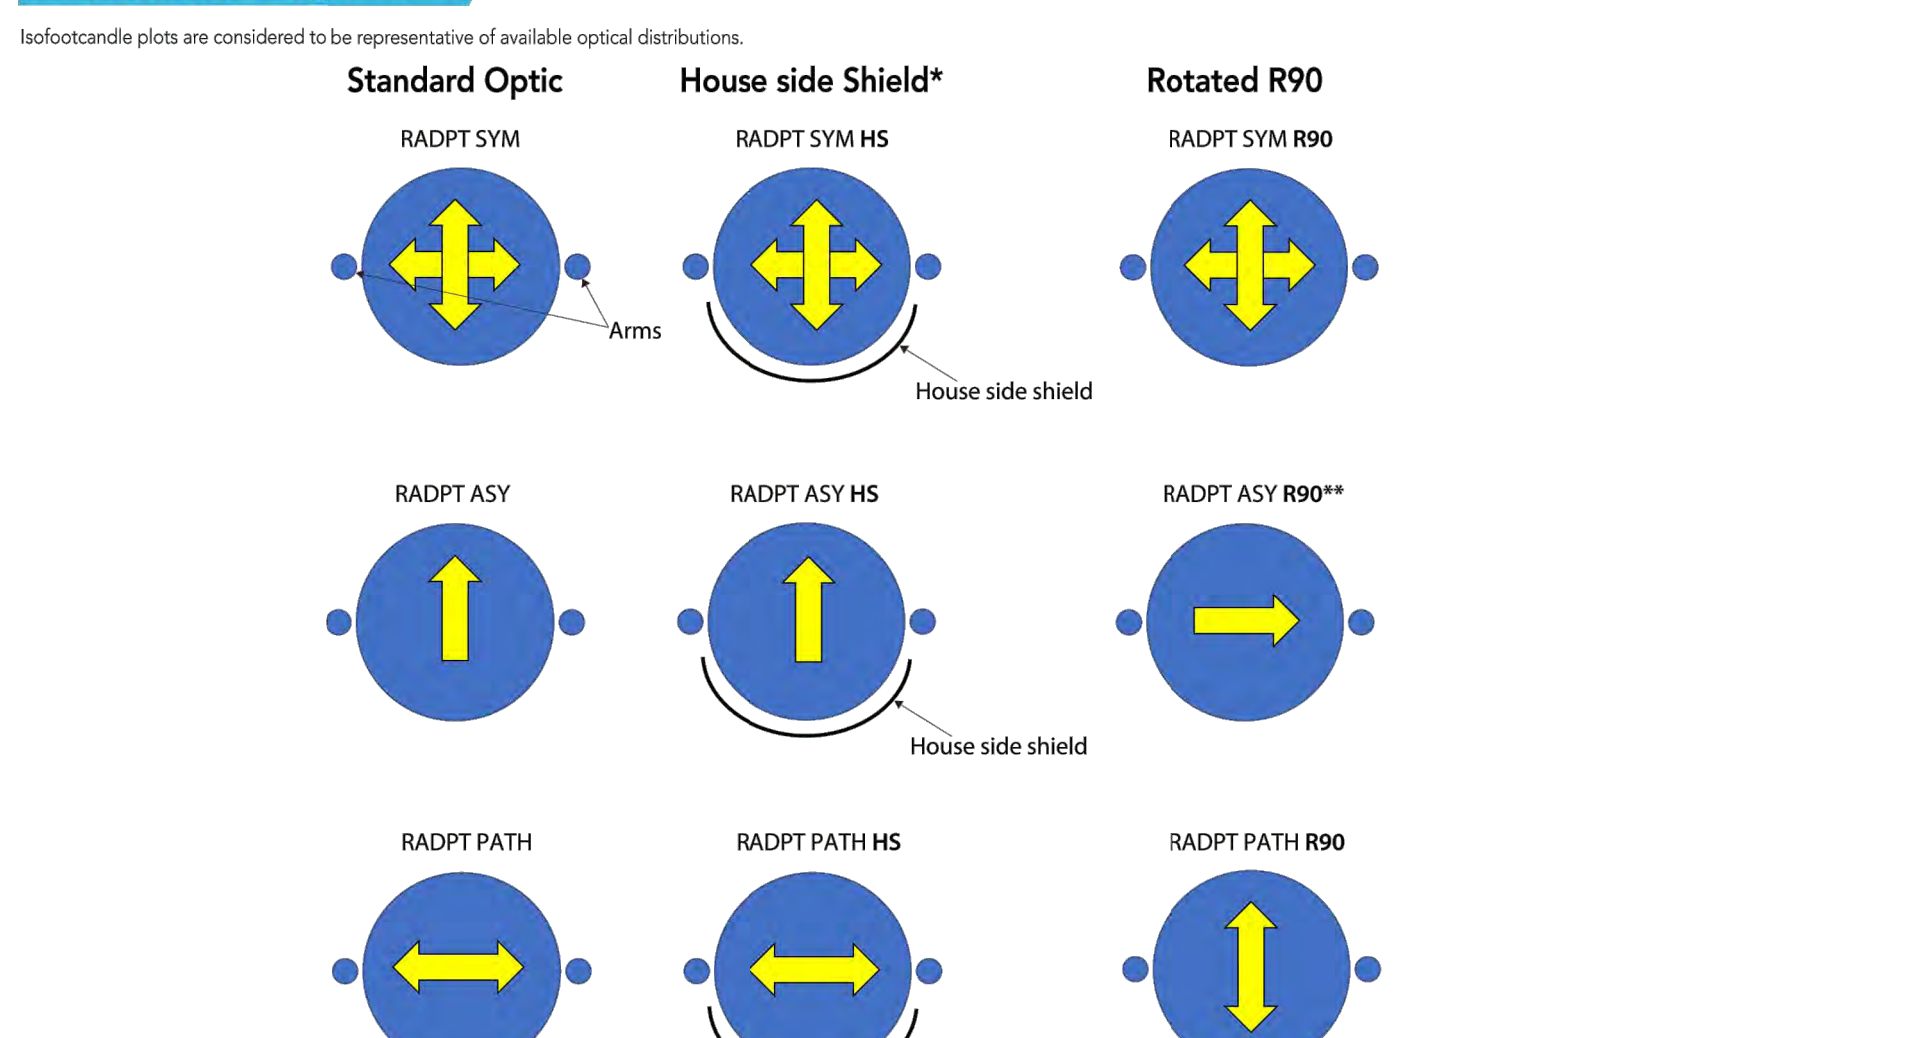 Isofootcandle plots are considered to be representative of available optical distributions.
Standard Optic
House side Shield*
Rotated R90
RADPT SYM
RADPT SYM HS
RADPT SYM R90
Arms
House side shield
RADPT ASY
RADPT ASY HS
RADPT ASY R90**
House side shield
RADPT PATH
RADPT PATH HS
RADPT PATH R90